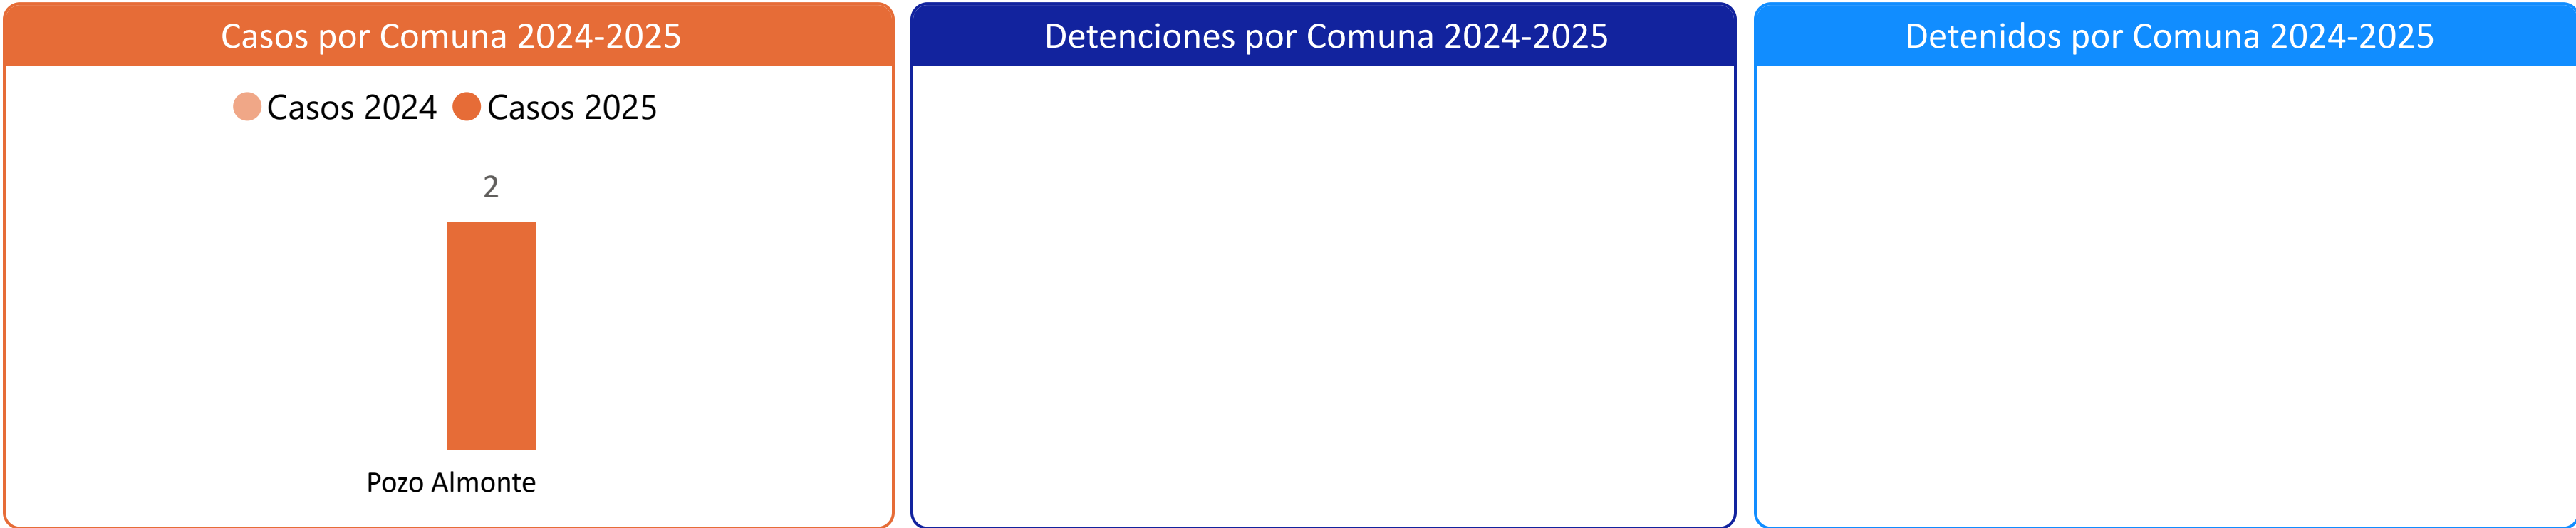 Casos por Comuna 2024-2025
Casos 2024 Casos 2025
2
Pozo Almonte
Detenciones por Comuna 2024-2025
Detenidos por Comuna 2024-2025